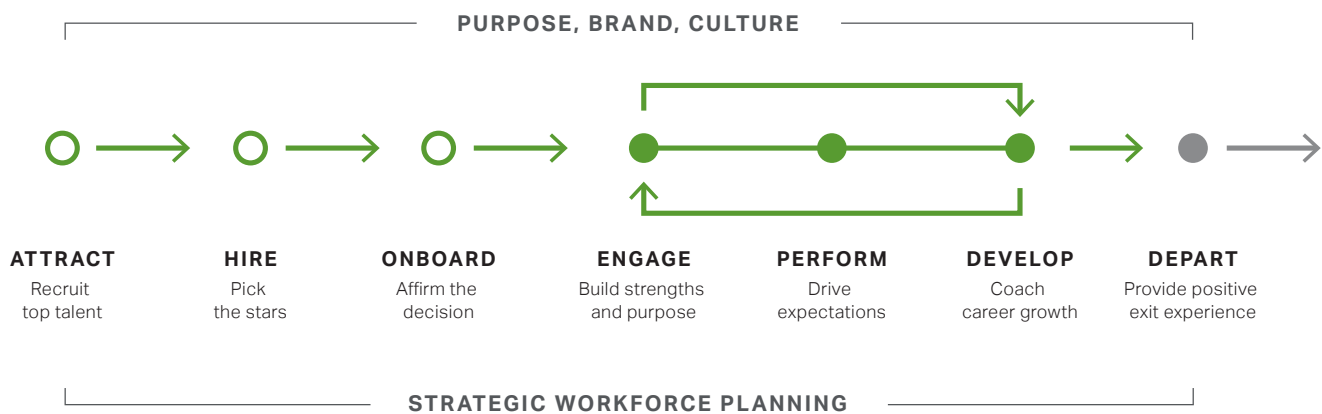 PURPOSE, BRAND, CULTURE
ATTRACT
Recruit
top talent
HIRE
Pick
the stars
ONBOARD
Affirm the
decision
ENGAGE
Build strengths
and purpose
PERFORM
Drive
expectations
DEVELOP
Coach
career growth
DEPART
Provide positive
exit experience
STRATEGIC WORKFORCE PLANNING